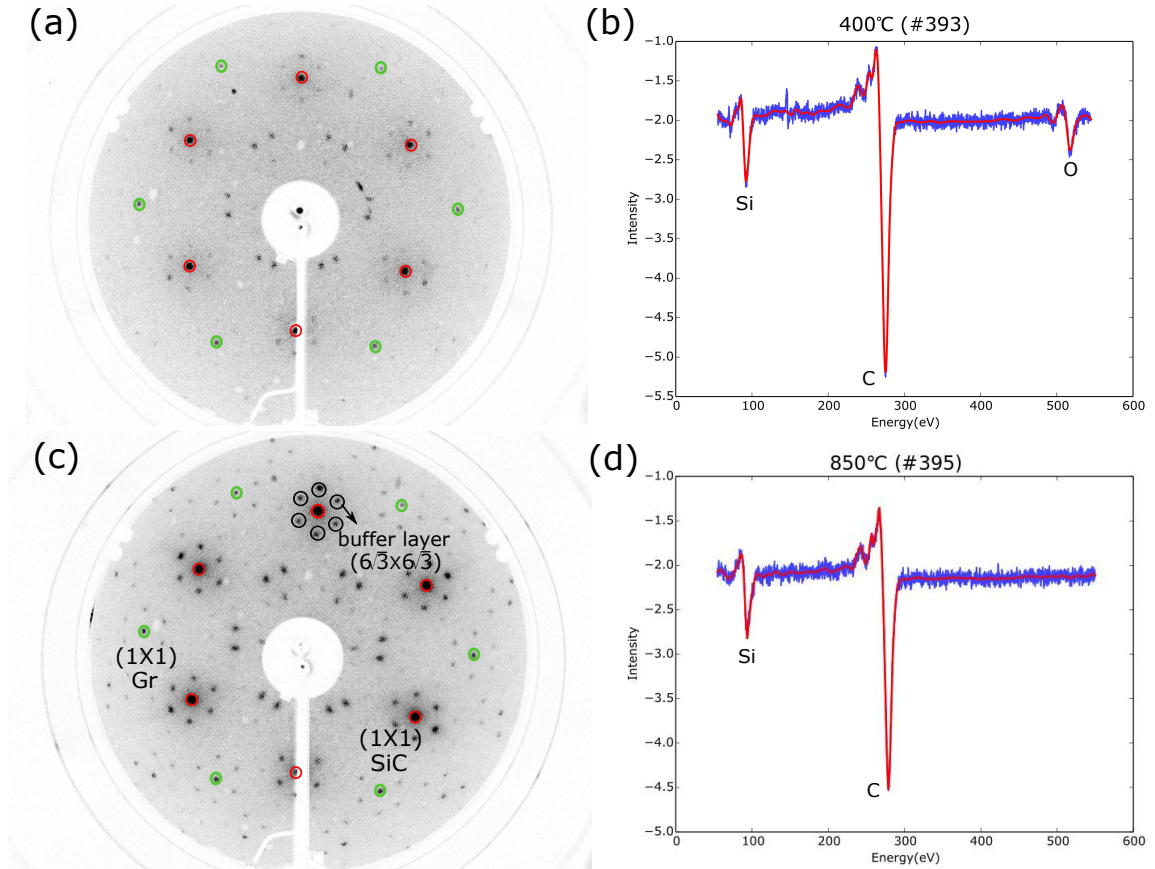 (a)
(b)
400℃ (#393)
−1.0
−1.5
−2.0
−2.5
−3.0
−3.5
−4.0
−4.5
−5.0
−5.5
Intensity
Si
C
O
0
100
200
300
400
500
600
Energy(eV)
(c)
buffer layer
(6√3x6√3)
(1X1)
Gr
(1X1)
SiC
(d)
850℃ (#395)
−1.0
−1.5
−2.0
−2.5
−3.0
−3.5
−4.0
−4.5
−5.0
Intensity
Si
C
0
100
200
300
400
500
600
Energy(eV)